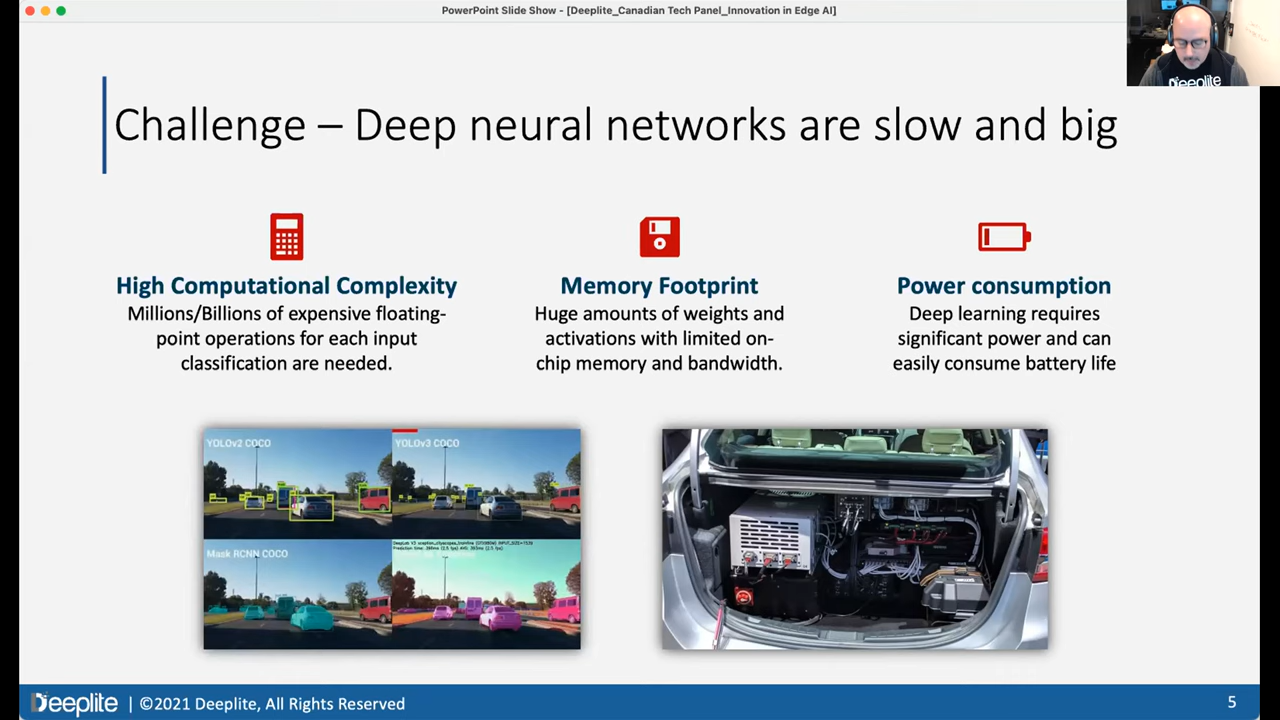 PowerPoint Slide Show - [Deeplite_Canadian Tech Panel_Innovation in Edge AI]
Deeplite
Challenge – Deep neural networks are slow and big
High Computational Complexity
Millions/Billions of expensive floating-
point operations for each input
classification are needed.
Memory Footprint
Huge amounts of weights and
activations with limited on-
chip memory and bandwidth.
Power consumption
Deep learning requires
significant power and can
easily consume battery life
YOLOv2 COCO
YOLOv3 COCO
Mask RCNN COCO
Deeplite | ©2021 Deeplite, All Rights Reserved
5